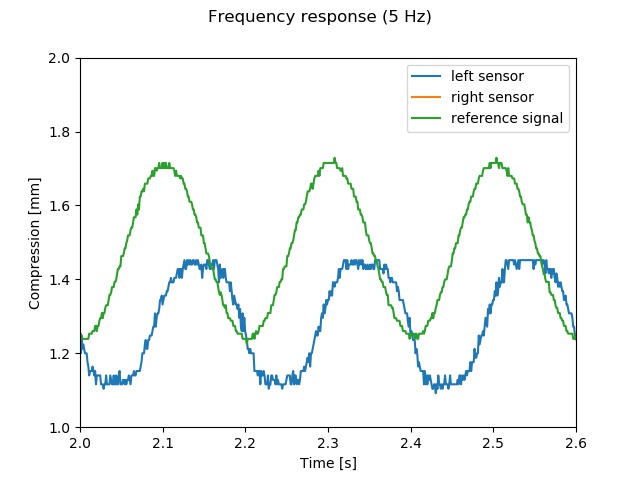 Frequency response (5 Hz)
left sensor
right sensor
reference signal
Compression [mm]
2.0
1.8
1.6
1.4
1.2
1.0
2.0 2.1 2.2 2.3 2.4 2.5 2.6
Time [s]